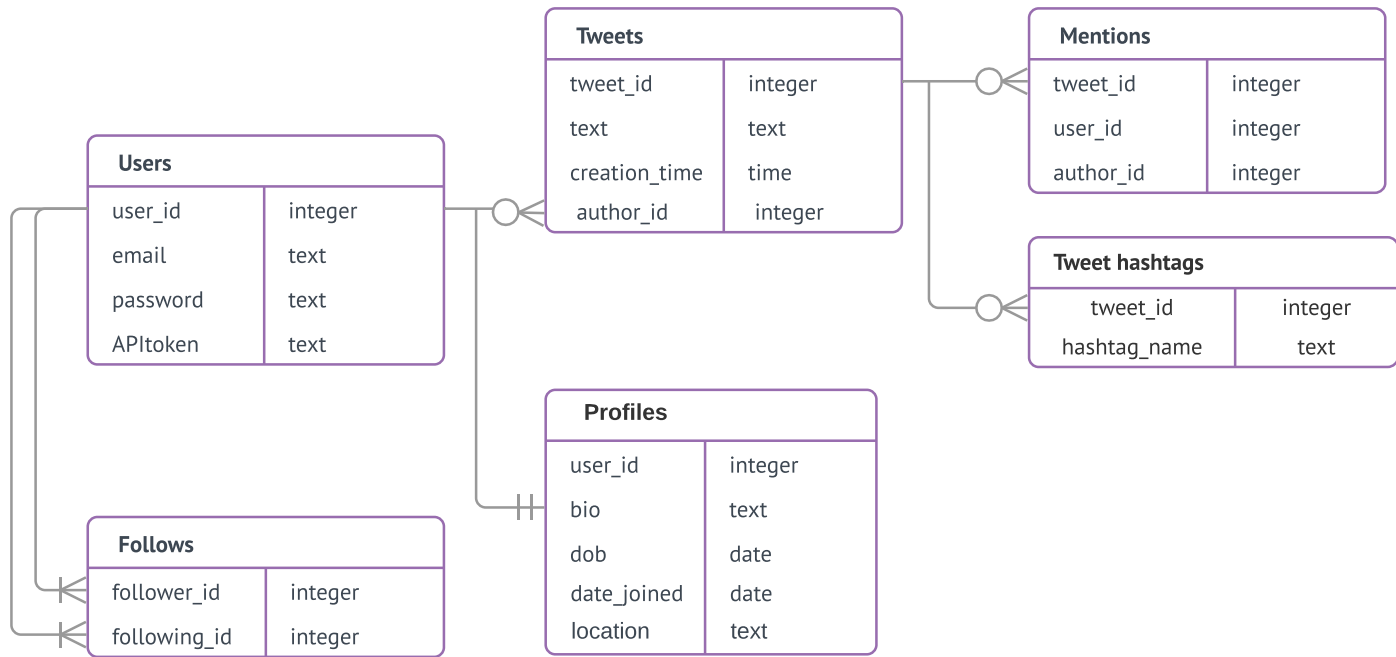 Tweets
tweet_id integer
text text
creation_time time
author_id integer
Mentions
tweet_id integer
user_id integer
author_id integer
Users
user_id integer
email text
password text
APItoken text
Tweet hashtags
tweet_id integer
hashtag_name text
Profiles
user_id integer
bio text
dob date
date_joined date
location text
Follows
follower_id integer
following_id integer